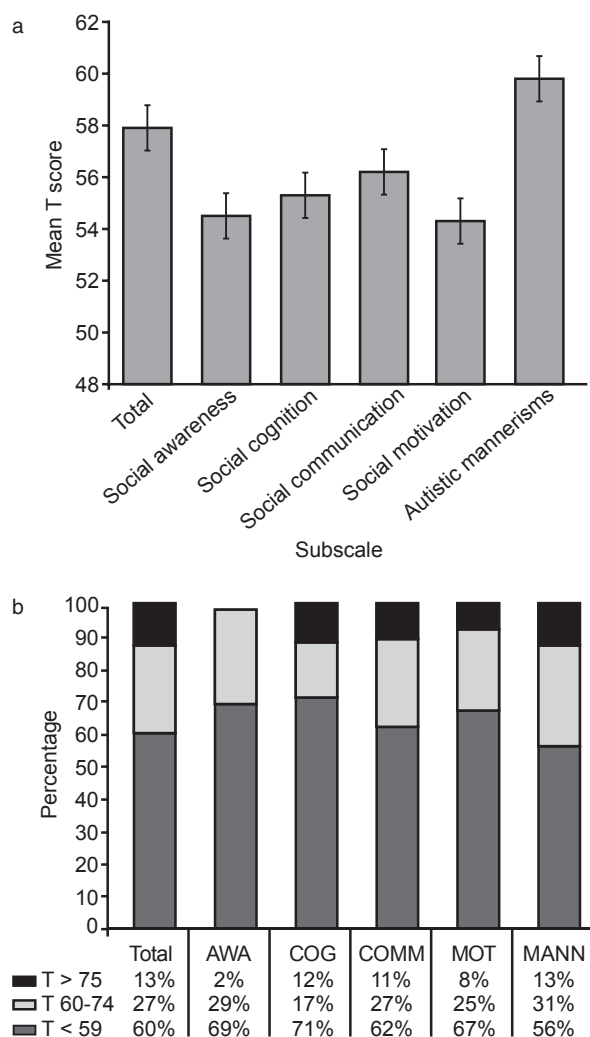 a
62
60
58
56
54
52
50
48
Mean T score
Total
Social awareness
Social cognition
Social communication
Social motivation
Autistic mannerisms
Subscale
b
100
90
80
70
60
50
40
30
20
10
0
Percentage
Total AWA COG COMM MOT MANN
T > 75 13% 2% 12% 11% 8% 13%
T 60-74 27% 29% 17% 27% 25% 31%
T < 59 60% 69% 71% 62% 67% 56%